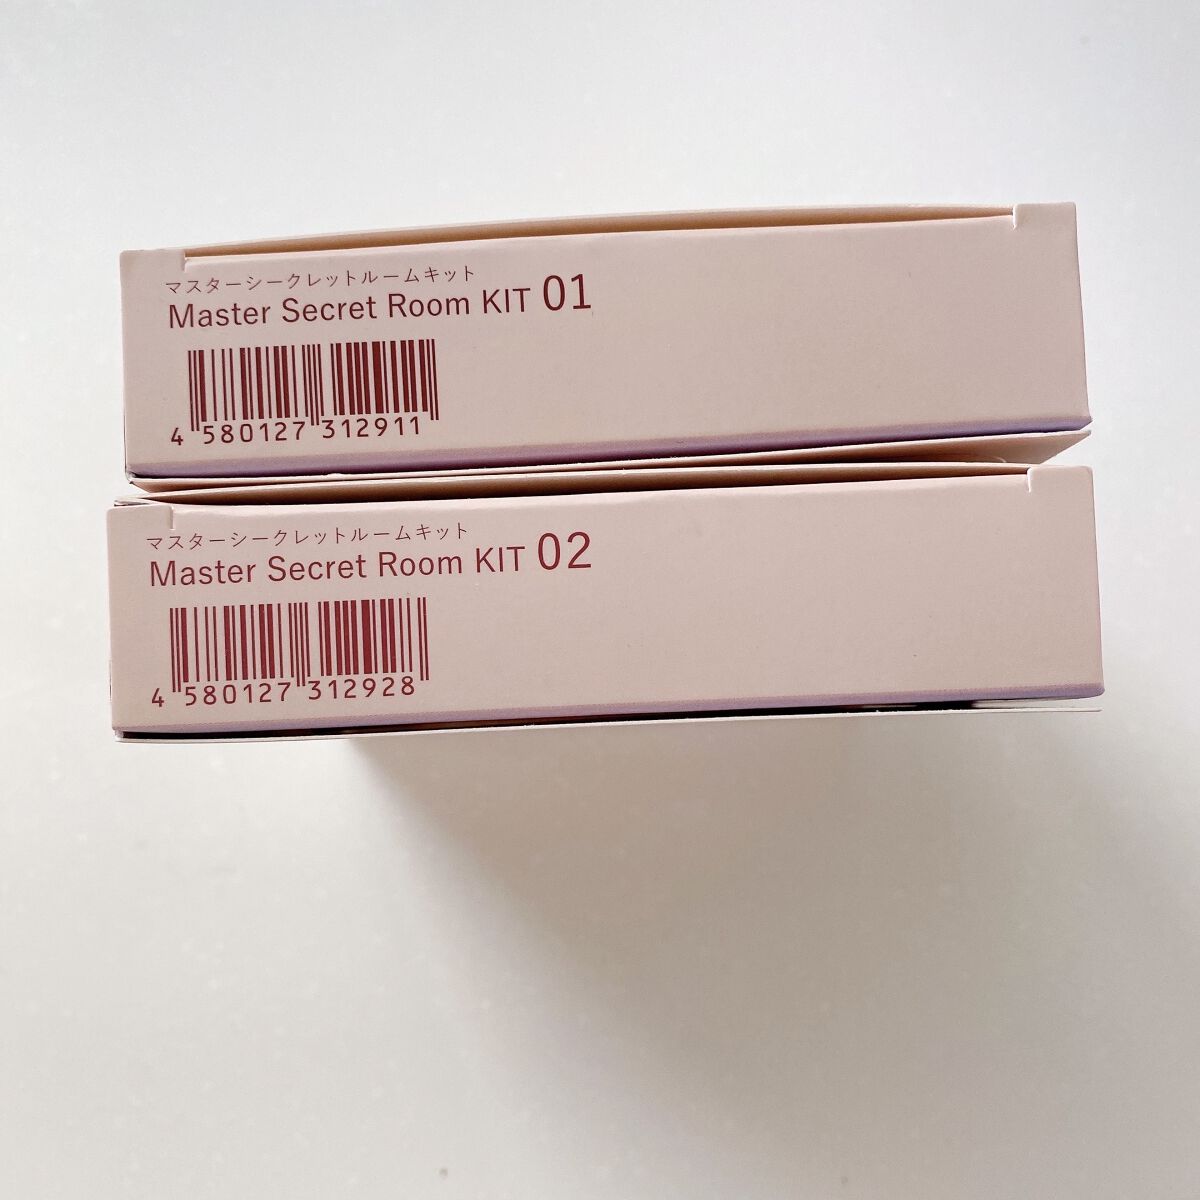 マスターシークレットルームキット
Master Secret Room KIT 01
4 580127 312911
マスターシークレットルームキット
Master Secret Room KIT 02
4 580127 312928